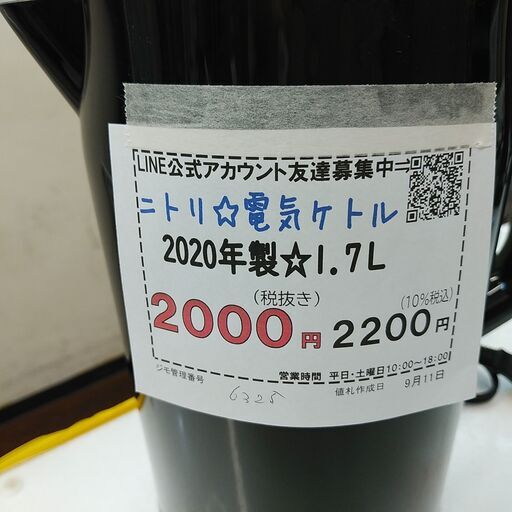 LINE公式アカウント友達募集中⇒
ニトリ☆電気ケトル
2020年製☆1.7L
(税抜き) (10%税込)
2000円 2200円
営業時間 平日・土曜日10:00〜18:00
ジモ管理番号 6325 値札作成日 9月11日